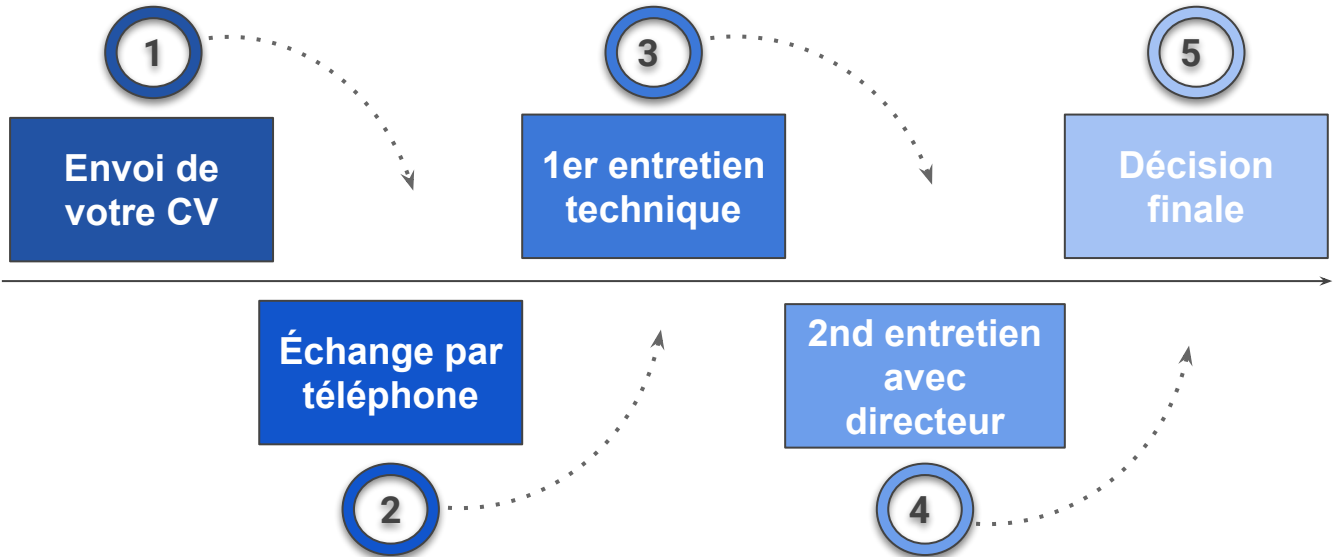 1
Envoi de
votre CV
2
Échange par
téléphone
3
1er entretien
technique
4
2nd entretien
avec
directeur
5
Décision
finale